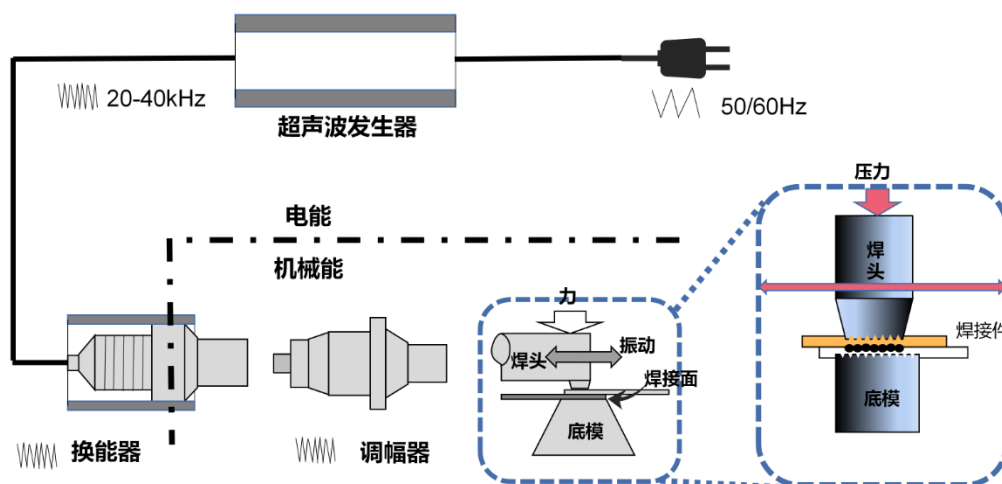 20-40kHz
50/60Hz
超声波发生器
电能
机械能
换能器
调幅器
力
焊头
振动
焊接面
底模
压力
焊
头
焊接件
底模